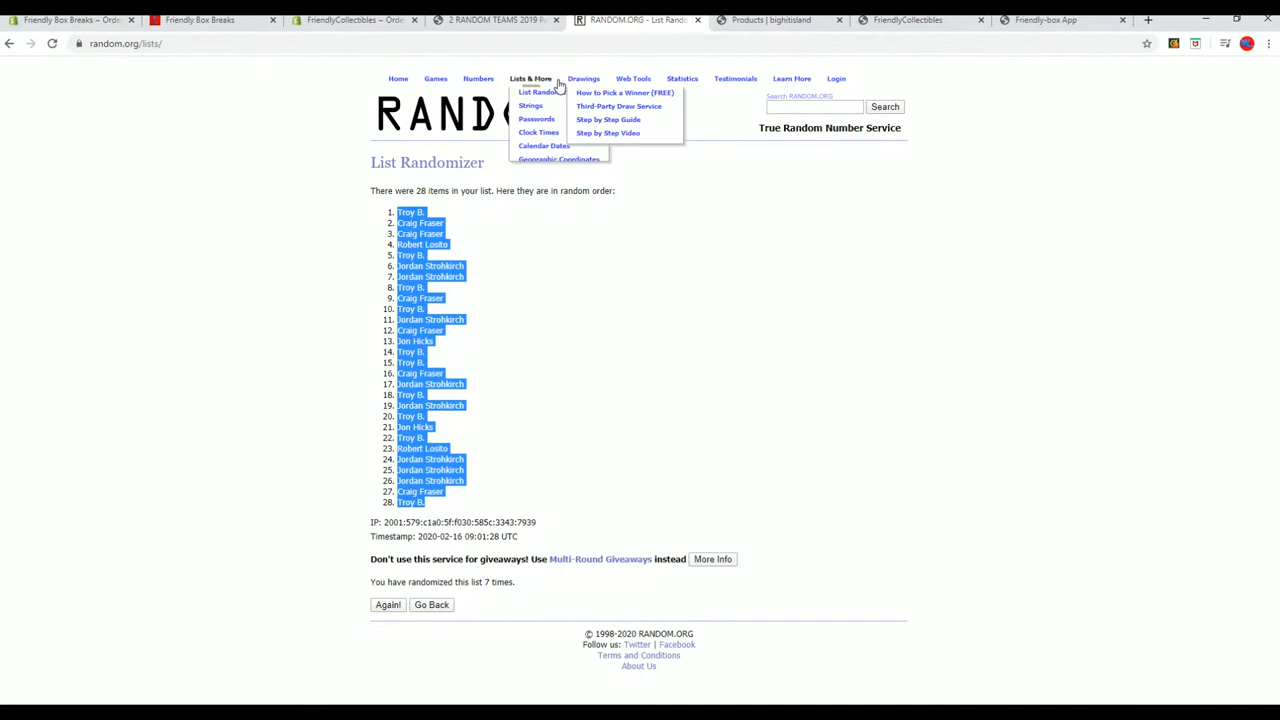 Friendly Box Breaks ~ Or
Friendly Box Breaks
FriendlyCollectibles ~ Order
2 RANDOM TEAMS 2019 Pa
RANDOM.ORG - List Rando
Products | bighitisland
FriendlyCollectibles
Friendly-box App
random.org/lists/
Home Games Numbers Lists & More Drawings Web Tools Statistics Testimonials Learn More Login
List Random
Strings
Passwords
Clock Times
Calendar Dates
Geographic Coordinates
How to Pick a Winner (FREE)
Third-Party Draw Service
Step by Step Guide
Step by Step Video
Search RANDOM.ORG
Search
RAND
True Random Number Service
List Randomizer
There were 28 items in your list. Here they are in random order:
1. Troy B.
2. Craig Fraser
3. Craig Fraser
4. Robert Losito
5. Troy B.
6. Jordan Strohkirch
7. Jordan Strohkirch
8. Troy B.
9. Craig Fraser
10. Troy B.
11. Jordan Strohkirch
12. Craig Fraser
13. Jon Hicks
14. Troy B.
15. Troy B.
16. Craig Fraser
17. Jordan Strohkirch
18. Troy B.
19. Jordan Strohkirch
20. Troy B.
21. Jon Hicks
22. Troy B.
23. Robert Losito
24. Jordan Strohkirch
25. Jordan Strohkirch
26. Jordan Strohkirch
27. Craig Fraser
28. Troy B.
IP: 2001:579:c1a0:5f:f030:585c:3343:7939
Timestamp: 2020-02-16 09:01:28 UTC
Don't use this service for giveaways! Use Multi-Round Giveaways instead More Info
You have randomized this list 7 times.
Again! Go Back
© 1998-2020 RANDOM.ORG
Follow us: Twitter | Facebook
Terms and Conditions
About Us